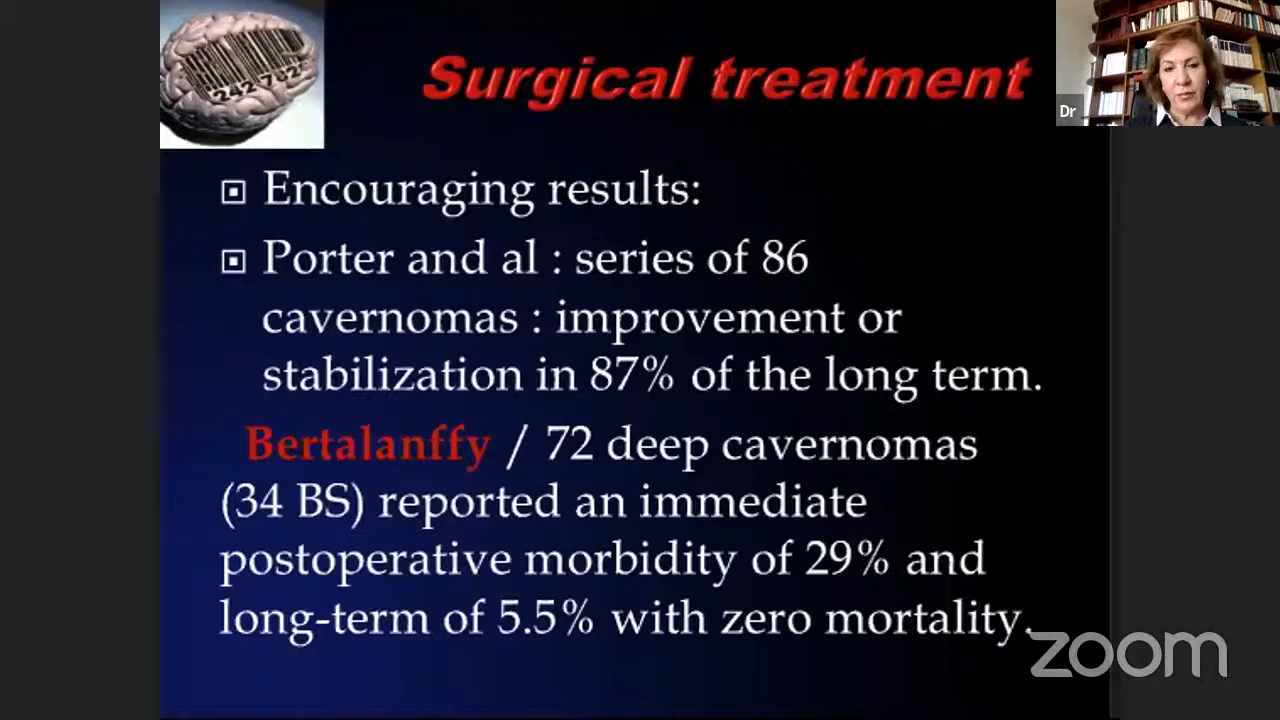 242-762
Surgical treatment
Dr
Encouraging results:
Porter and al : series of 86
cavernomas : improvement or
stabilization in 87% of the long term.
Bertalanffy / 72 deep cavernomas
(34 BS) reported an immediate
postoperative morbidity of 29% and
long-term of 5.5% with zero mortality.
zoom